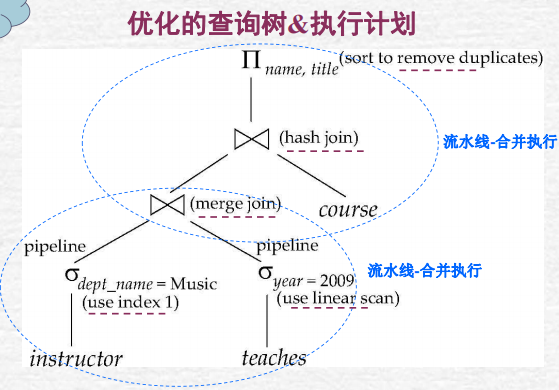 优化的查询树&执行计划
Π name, title (sort to remove duplicates)
(hash join)
流水线-合并执行
(merge join)
course
pipeline
pipeline
σ dept_name = Music
σ year = 2009
流水线-合并执行
(use index 1)
(use linear scan)
instructor
teaches